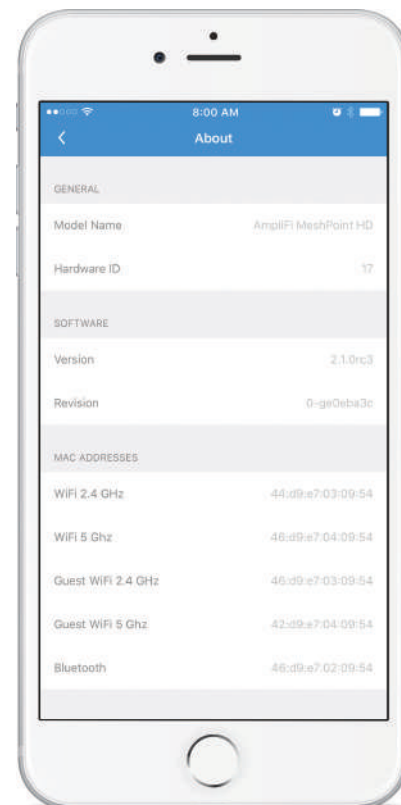 8:00 AM
About
GENERAL
Model Name AmpliFi MeshPoint HD
Hardware ID 17
SOFTWARE
Version 2.1.0rc3
Revision 0-ge0eba3c
MAC ADDRESSES
WiFi 2.4 GHz 44:d9:e7:03:09:54
WiFi 5 Ghz 46:d9:e7:04:09:54
Guest WiFi 2.4 GHz 46:d9:e7:03:09:54
Guest WiFi 5 Ghz 42:d9:e7:04:09:54
Bluetooth 46:d9:e7:02:09:54